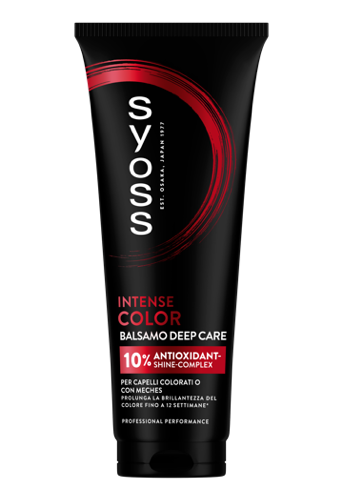 SYOSS
EST. OSAKA, JAPAN 1977
INTENSE
COLOR
BALSAMO DEEP CARE
10% ANTIOXIDANT-
SHINE-COMPLEX
PER CAPELLI COLORATI O
CON MÈCHES
PROLUNGA LA BRILLANTEZZA DEL
COLORE FINO A 12 SETTIMANE*
PROFESSIONAL PERFORMANCE